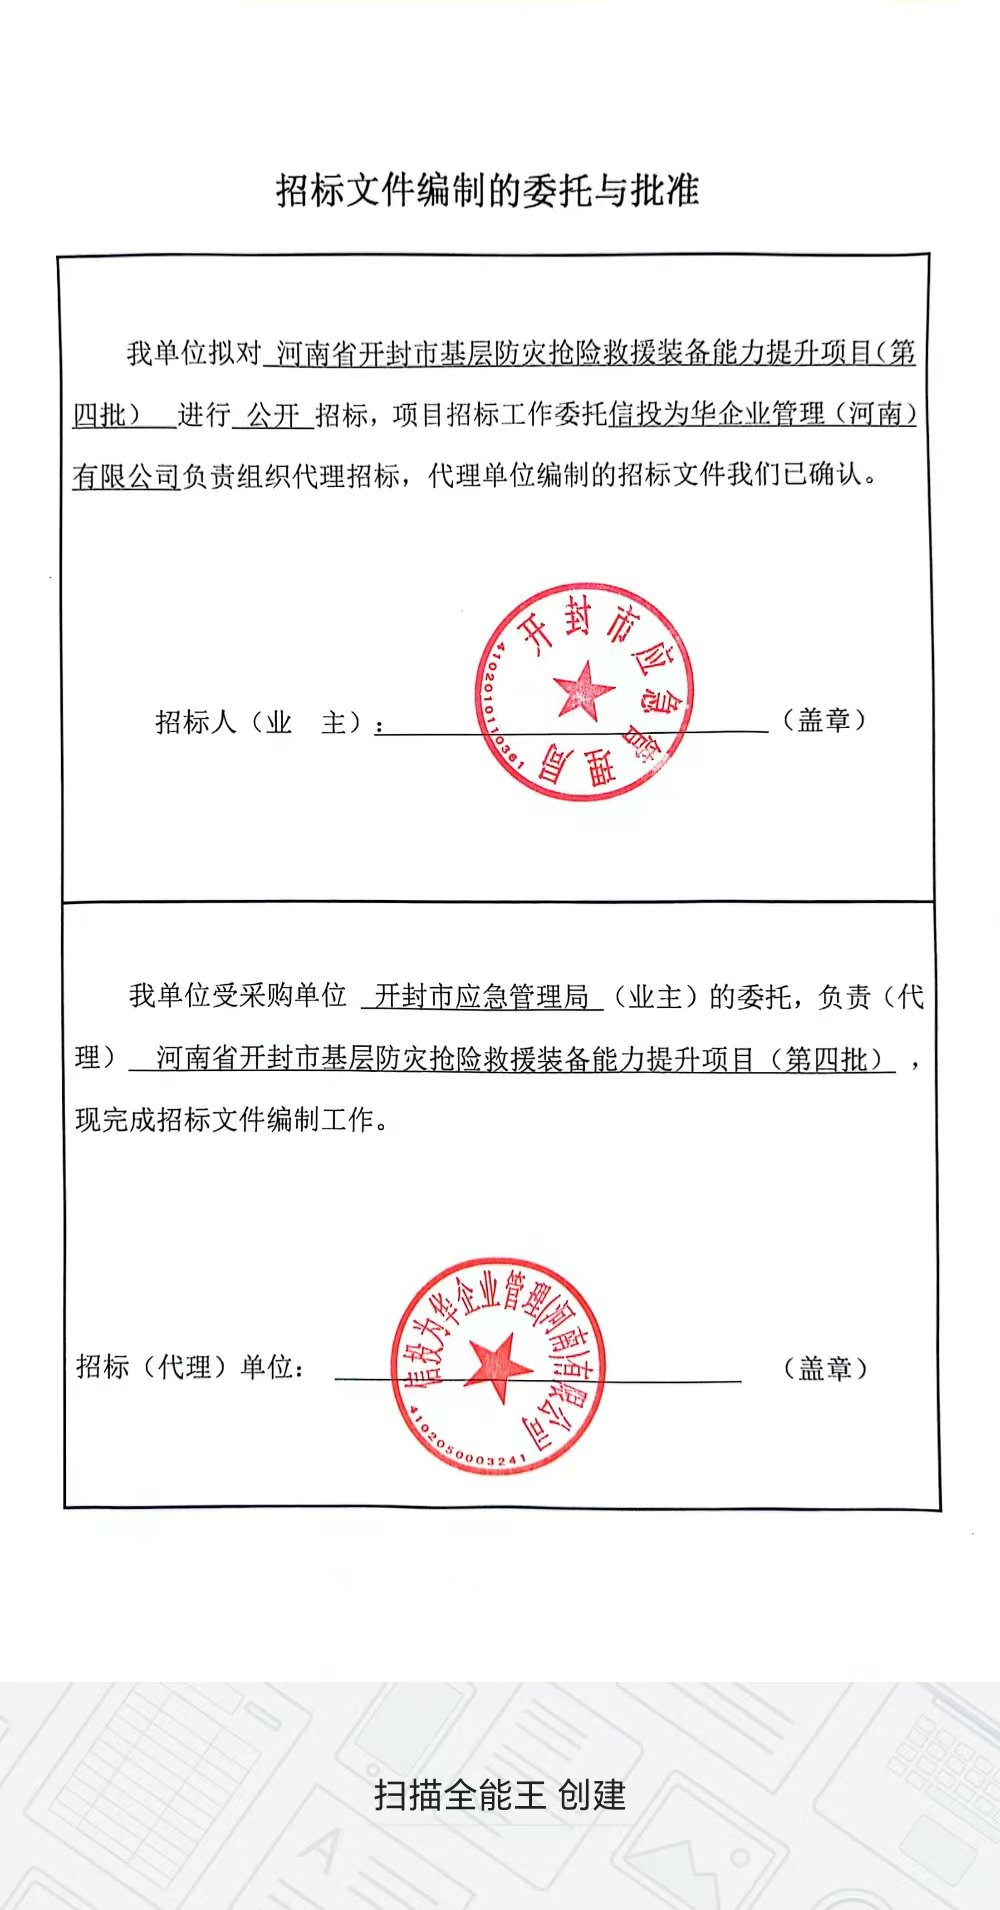 招标文件编制的委托与批准
我单位拟对 河南省开封市基层防灾抢险救援装备能力提升项目（第
四批） 进行 公开 招标，项目招标工作委托信投为华企业管理（河南）
有限公司负责组织代理招标，代理单位编制的招标文件我们已确认。
开封市应急管理局
4102010110361
招标人（业 主）：（盖章）
我单位受采购单位 开封市应急管理局 （业主）的委托，负责（代
理） 河南省开封市基层防灾抢险救援装备能力提升项目（第四批），
现完成招标文件编制工作。
信投为华企业管理(河南)有限公司
4102050003241
招标（代理）单位：（盖章）
扫描全能王 创建